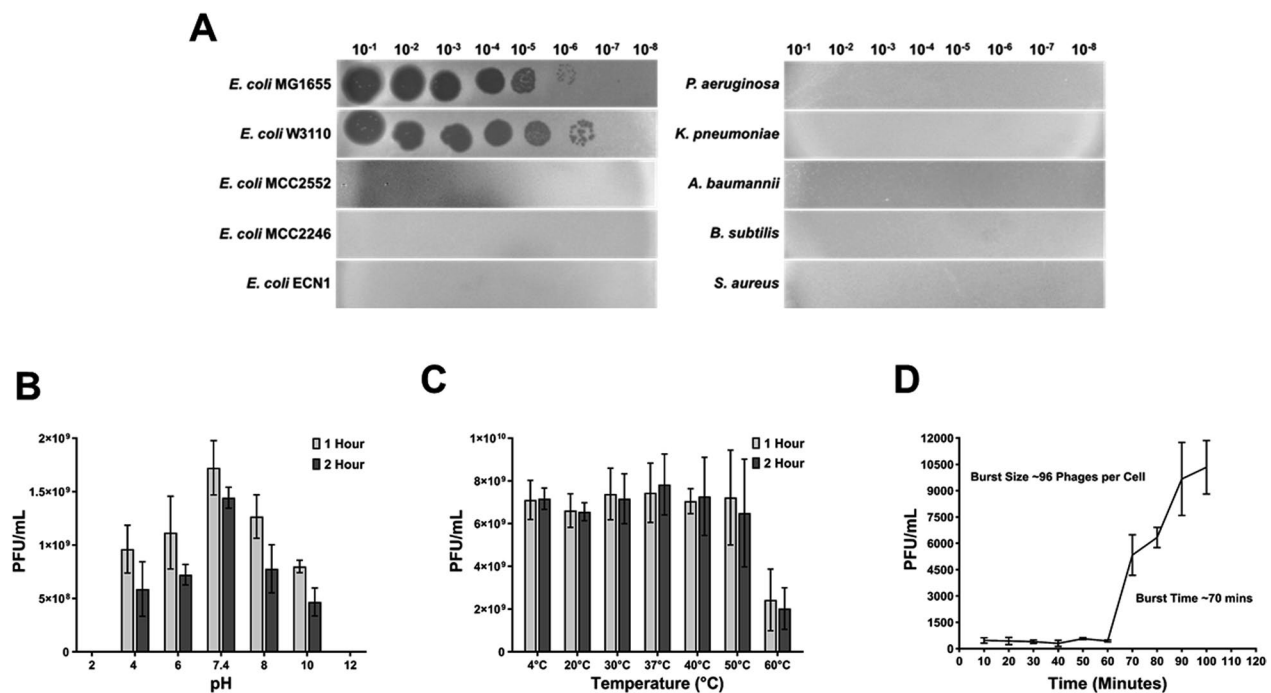 A
10-1 10-2 10-3 10-4 10-5 10-6 10-7 10-8
E. coli MG1655
E. coli W3110
E. coli MCC2552
E. coli MCC2246
E. coli ECN1
10-1 10-2 10-3 10-4 10-5 10-6 10-7 10-8
P. aeruginosa
K. pneumoniae
A. baumannii
B. subtilis
S. aureus
B
2×10⁹
1.5×10⁹
1×10⁹
5×10⁸
0
PFU/mL
1 Hour
2 Hour
2 4 6 7.4 8 10 12
pH
C
1×10¹⁰
8×10⁹
6×10⁹
4×10⁹
2×10⁹
0
PFU/mL
1 Hour
2 Hour
4°C 20°C 30°C 37°C 40°C 50°C 60°C
Temperature (°C)
D
12000
10500
9000
7500
6000
4500
3000
1500
0
PFU/mL
Burst Size ~96 Phages per Cell
Burst Time ~70 mins
0 10 20 30 40 50 60 70 80 90 100 110 120
Time (Minutes)